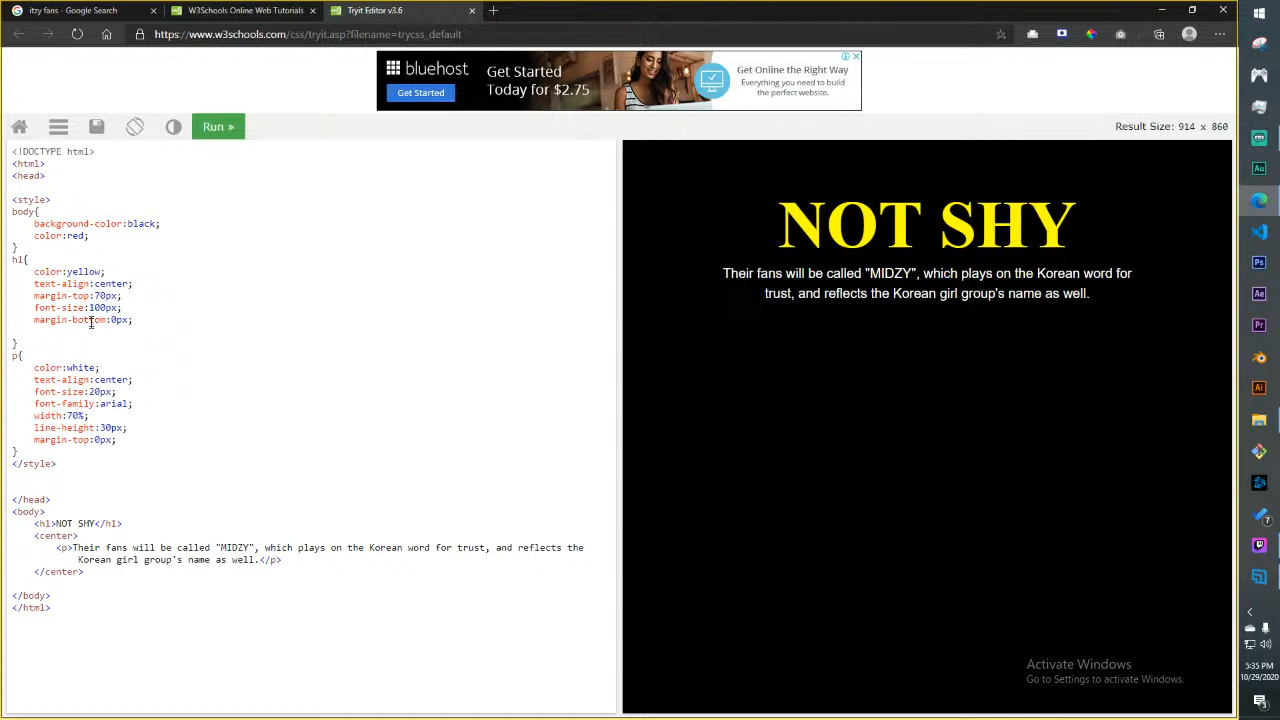 itzy fans - Google Search
W3Schools Online Web Tutorials
Tryit Editor v3.6
https://www.w3schools.com/css/tryit.asp?filename=trycss_default
bluehost
Get Started
Get Started
Today for $2.75
Get Online the Right Way
Everything you need to build
the perfect website.
Run »
Result Size: 914 x 860
<!DOCTYPE html>
<html>
<head>
<style>
body{
background-color:black;
color:red;
}
h1{
color:yellow;
text-align:center;
margin-top:70px;
font-size:100px;
margin-bottom:0px;
}
p{
color:white;
text-align:center;
font-size:20px;
font-family:arial;
width:70%;
line-height:30px;
margin-top:0px;
}
</style>
</head>
<body>
<h1>NOT SHY</h1>
<center>
<p>Their fans will be called "MIDZY", which plays on the Korean word for trust, and reflects the
Korean girl group's name as well.</p>
</center>
</body>
</html>
NOT SHY
Their fans will be called "MIDZY", which plays on the Korean word for
trust, and reflects the Korean girl group's name as well.
Activate Windows
Go to Settings to activate Windows.
Au
Ps
Ae
Pr
Ai
7
5:35 PM
10/29/2020
3